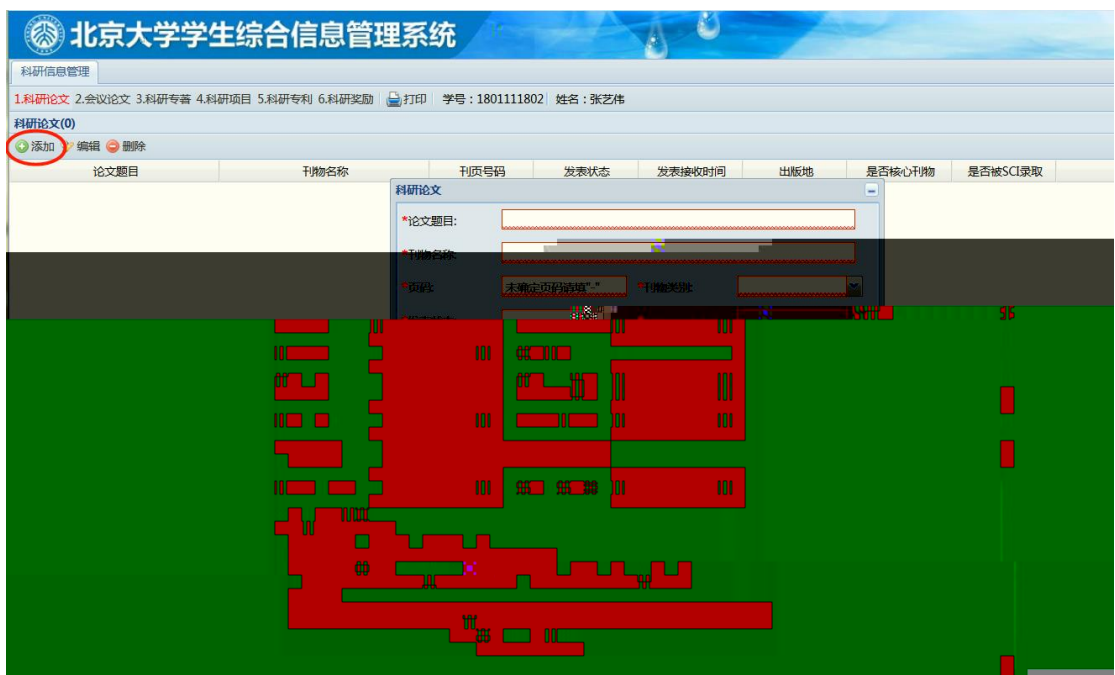 北京大学学生综合信息管理系统
科研信息管理
1.科研论文 2.会议论文 3.科研专著 4.科研项目 5.科研专利 6.科研奖励 打印 学号：1801111802 姓名：张艺伟
科研论文(0)
添加 编辑 删除
论文题目 刊物名称 刊页号码 发表状态 发表接收时间 出版地 是否核心刊物 是否被SCI录取
科研论文
*论文题目:
*刊物名称:
*页码: 未确定页码请填"-" *刊物类别: